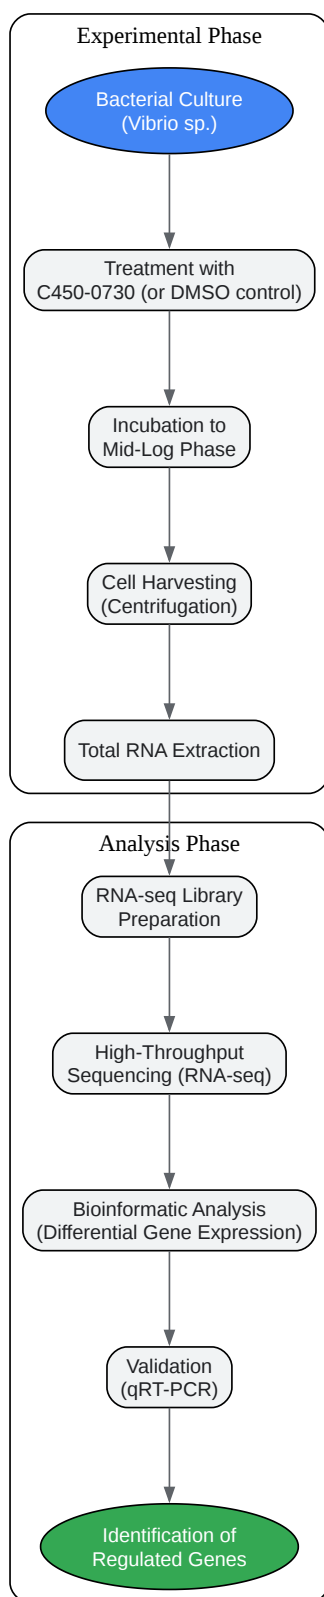 Experimental Phase
Bacterial Culture
(Vibrio sp.)
Treatment with
C450-0730 (or DMSO control)
Incubation to
Mid-Log Phase
Cell Harvesting
(Centrifugation)
Total RNA Extraction
Analysis Phase
RNA-seq Library
Preparation
High-Throughput
Sequencing (RNA-seq)
Bioinformatic Analysis
(Differential Gene Expression)
Validation
(qRT-PCR)
Identification of
Regulated Genes